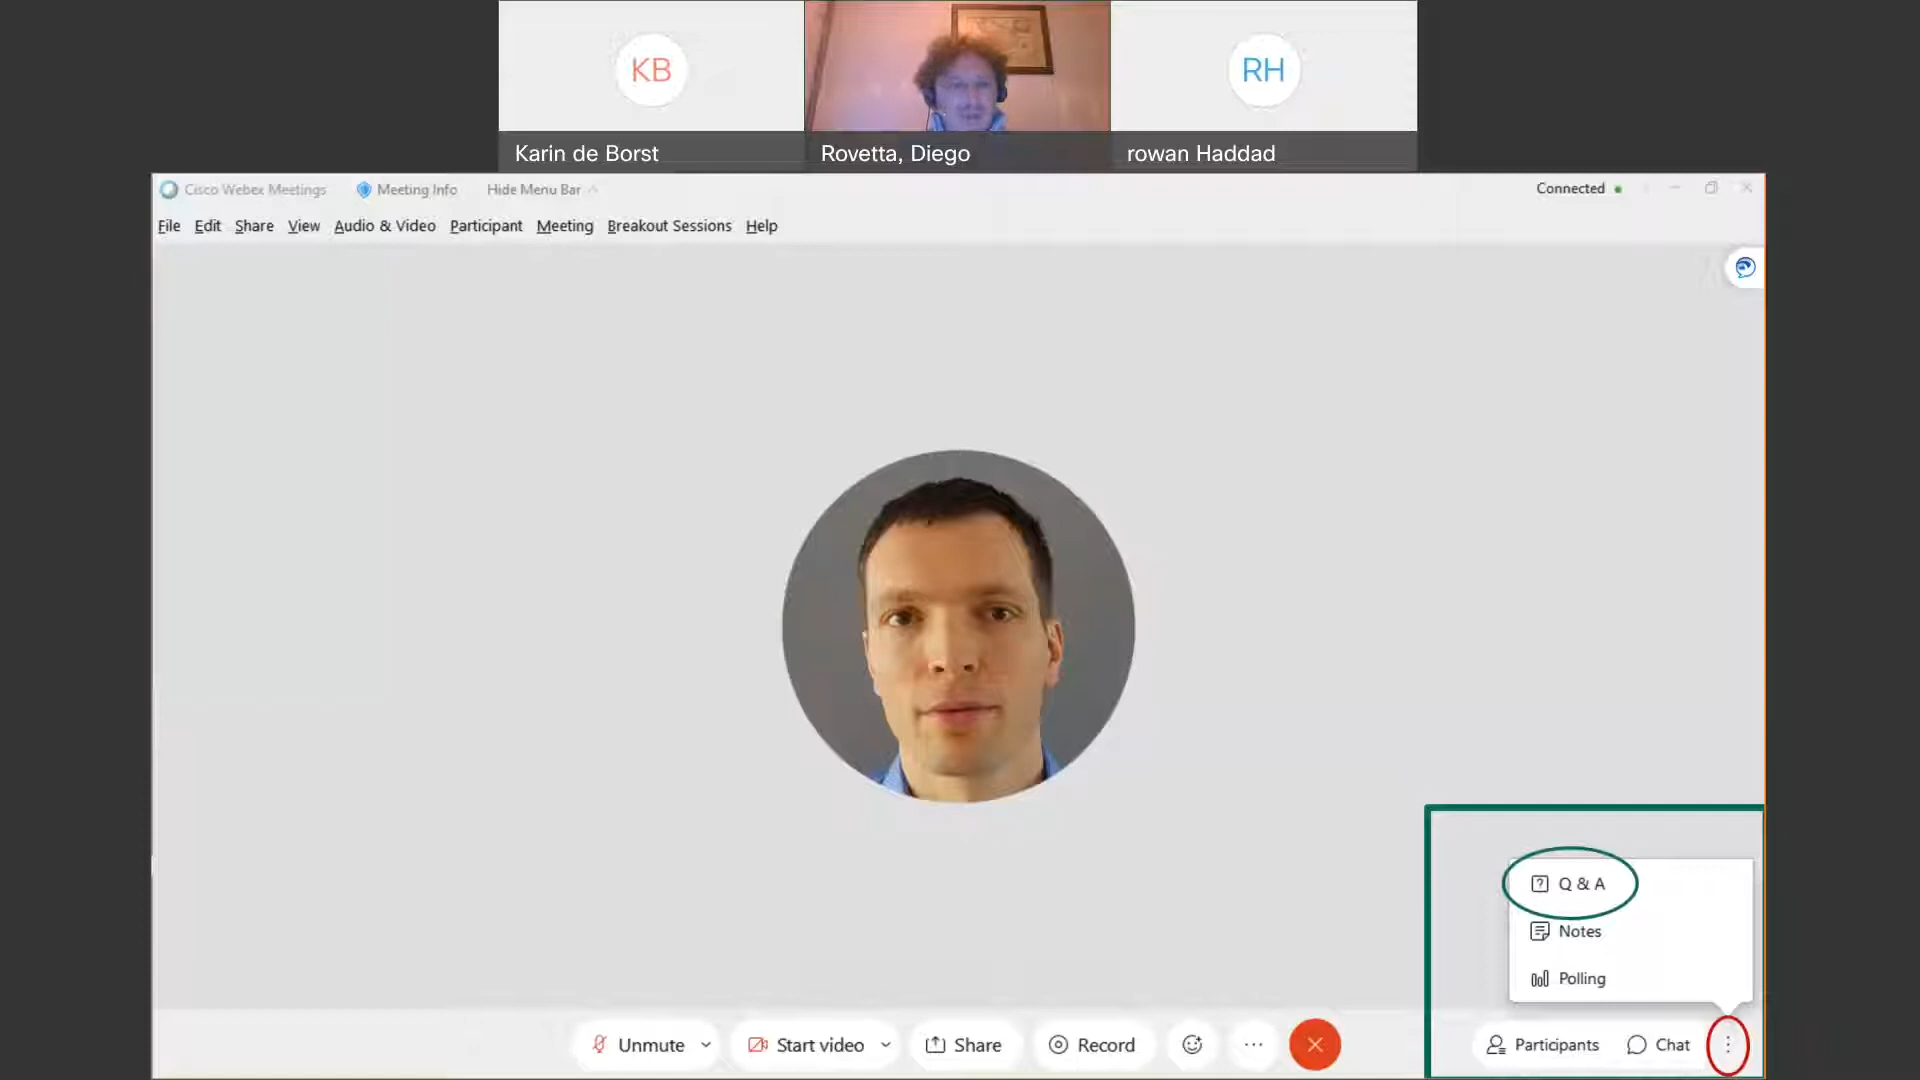 KB
RH
Karin de Borst
Rovetta, Diego
rowan Haddad
Cisco Webex Meetings
Meeting Info
Hide Menu Bar
Connected
File Edit Share View Audio & Video Participant Meeting Breakout Sessions Help
Q & A
Notes
Polling
Unmute
Start video
Share
Record
Participants
Chat